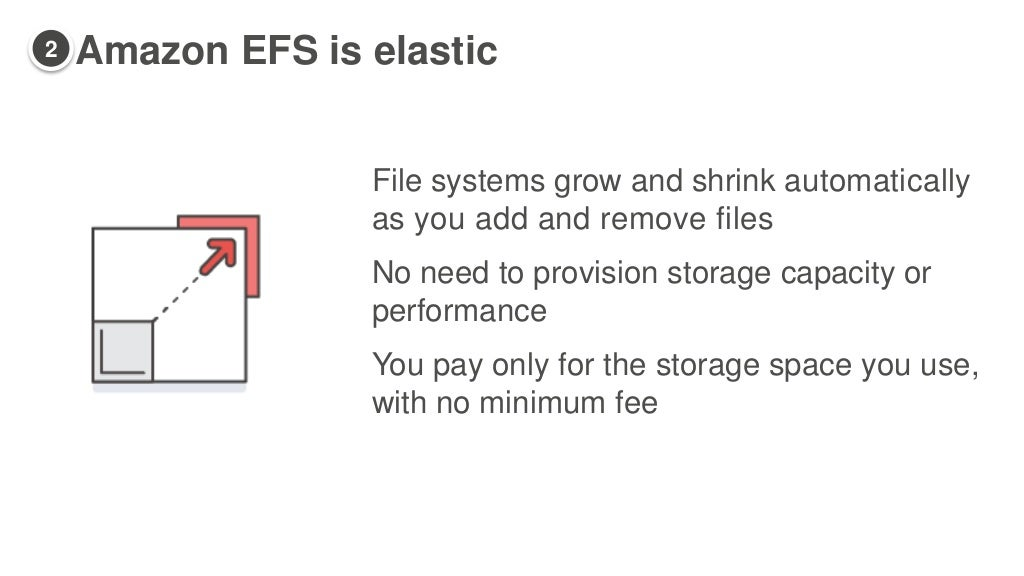 2 Amazon EFS is elastic
File systems grow and shrink automatically
as you add and remove files
No need to provision storage capacity or
performance
You pay only for the storage space you use,
with no minimum fee